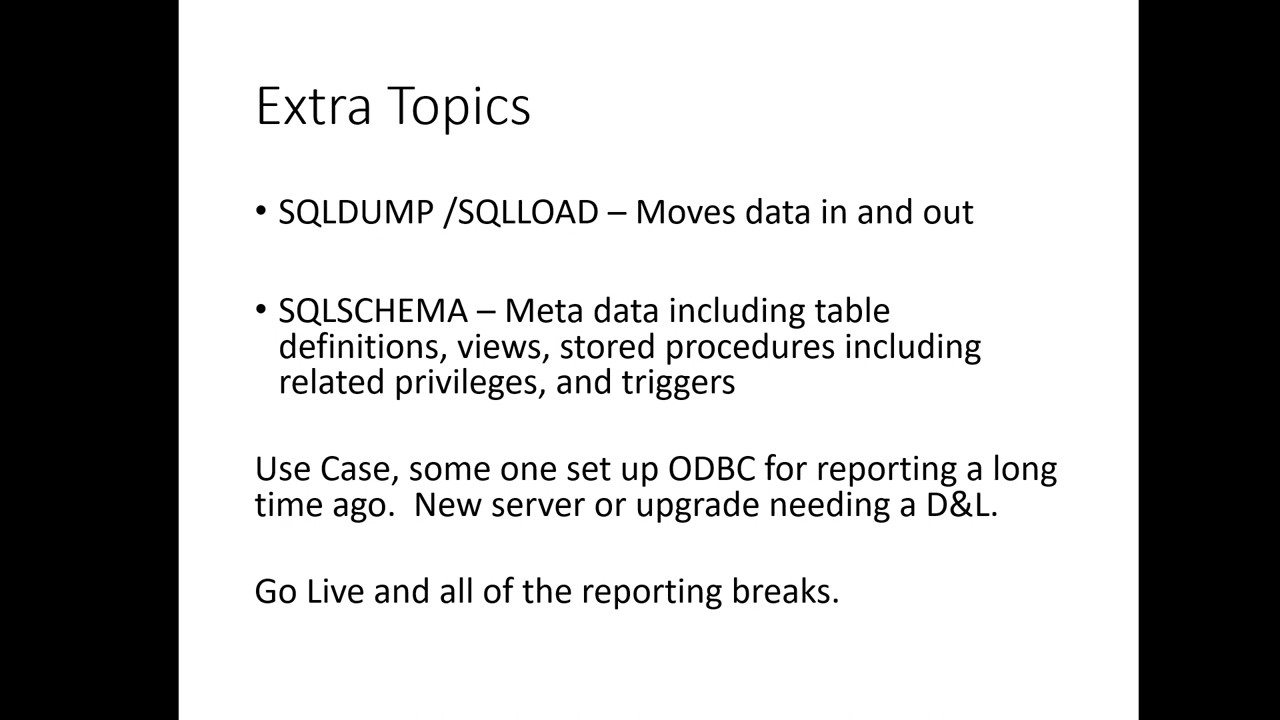 Extra Topics
• SQLDUMP /SQLLOAD – Moves data in and out
• SQLSCHEMA – Meta data including table
definitions, views, stored procedures including
related privileges, and triggers
Use Case, some one set up ODBC for reporting a long
time ago.  New server or upgrade needing a D&L.
Go Live and all of the reporting breaks.